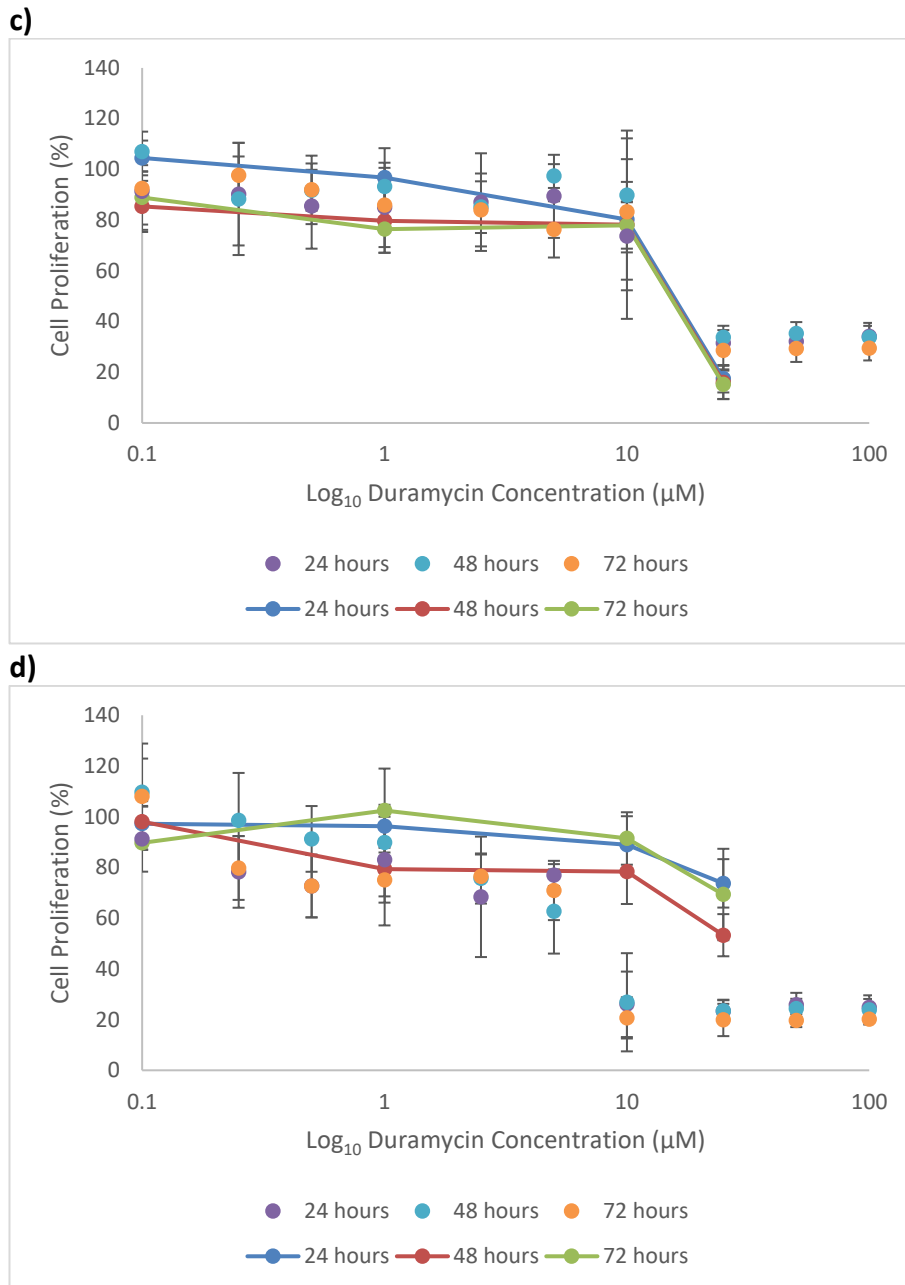 c)
140
120
100
80
60
40
20
0
Cell Proliferation (%)
0.1 1 10 100
Log10 Duramycin Concentration (µM)
24 hours 48 hours 72 hours
24 hours 48 hours 72 hours
d)
140
120
100
80
60
40
20
0
Cell Proliferation (%)
0.1 1 10 100
Log10 Duramycin Concentration (µM)
24 hours 48 hours 72 hours
24 hours 48 hours 72 hours